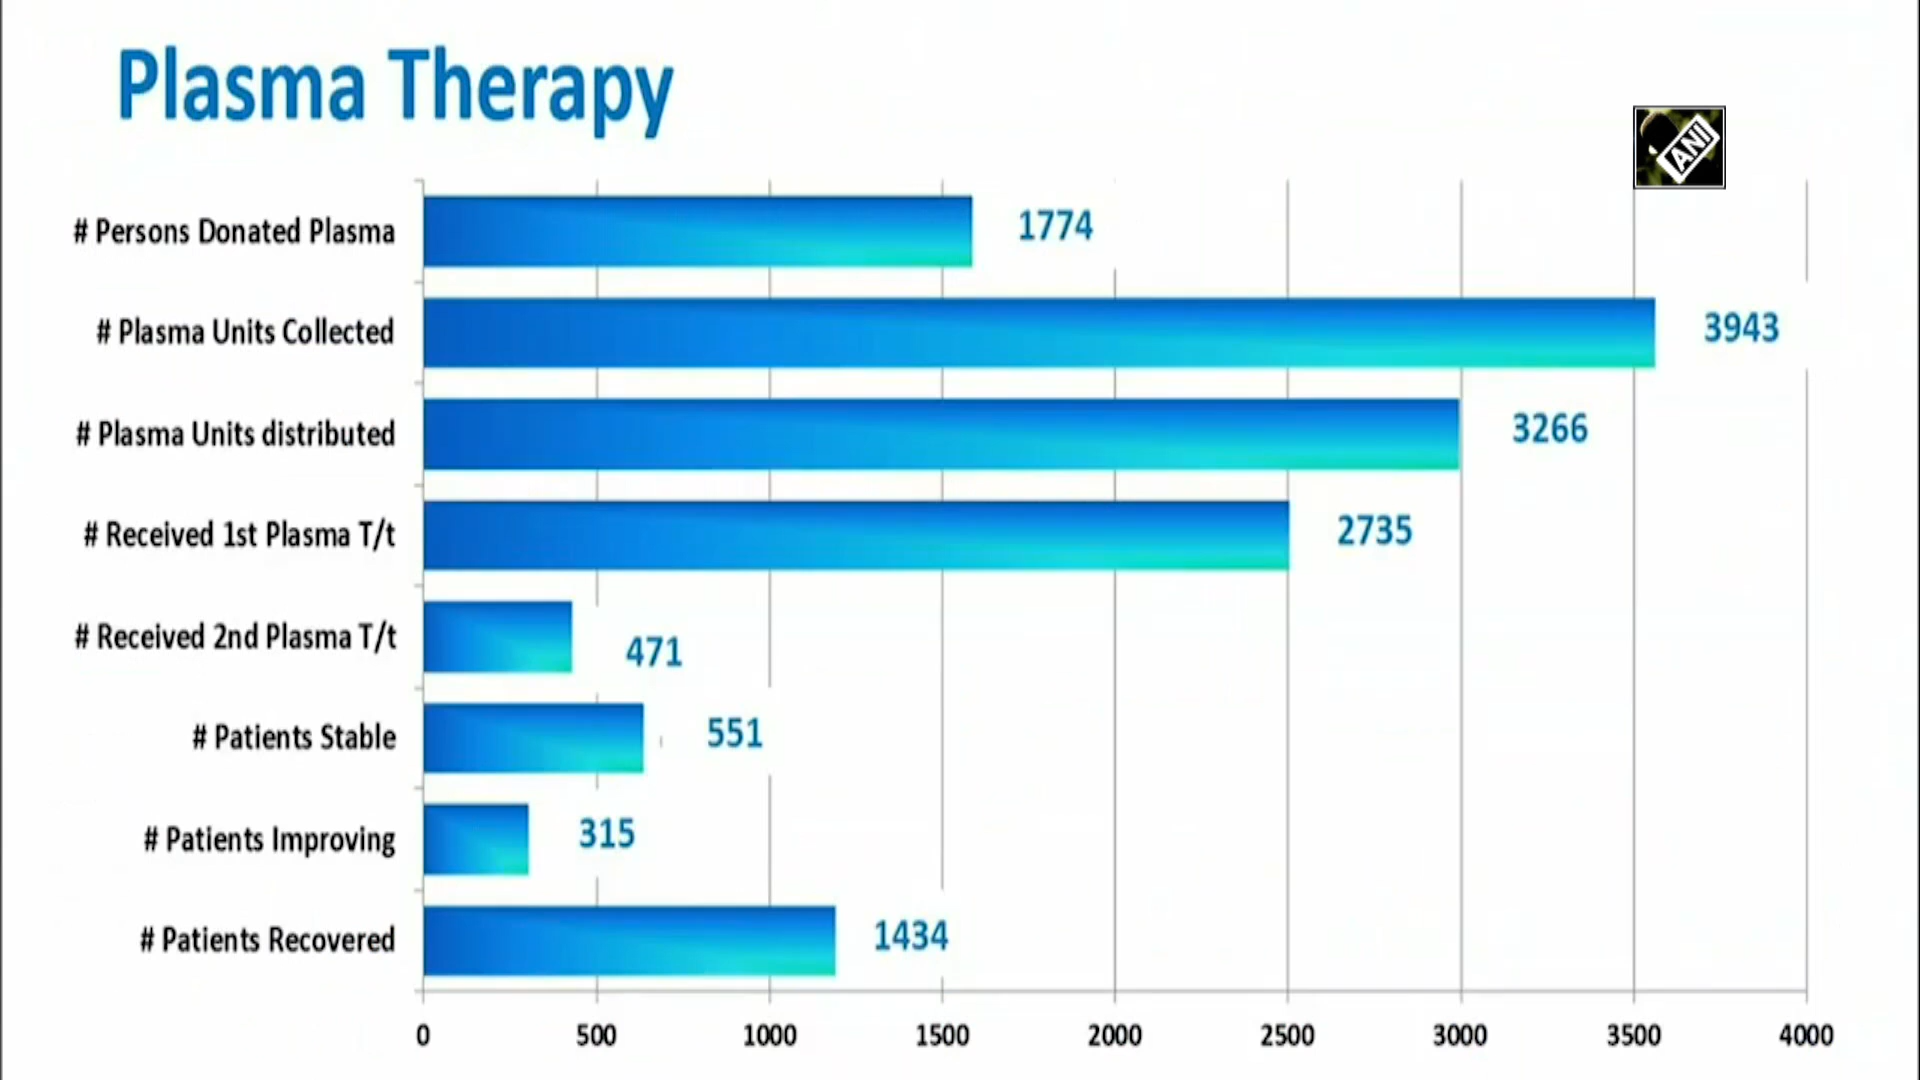 Plasma Therapy
ANI
# Persons Donated Plasma 1774
# Plasma Units Collected 3943
# Plasma Units distributed 3266
# Received 1st Plasma T/t 2735
# Received 2nd Plasma T/t 471
# Patients Stable 551
# Patients Improving 315
# Patients Recovered 1434
0 500 1000 1500 2000 2500 3000 3500 4000